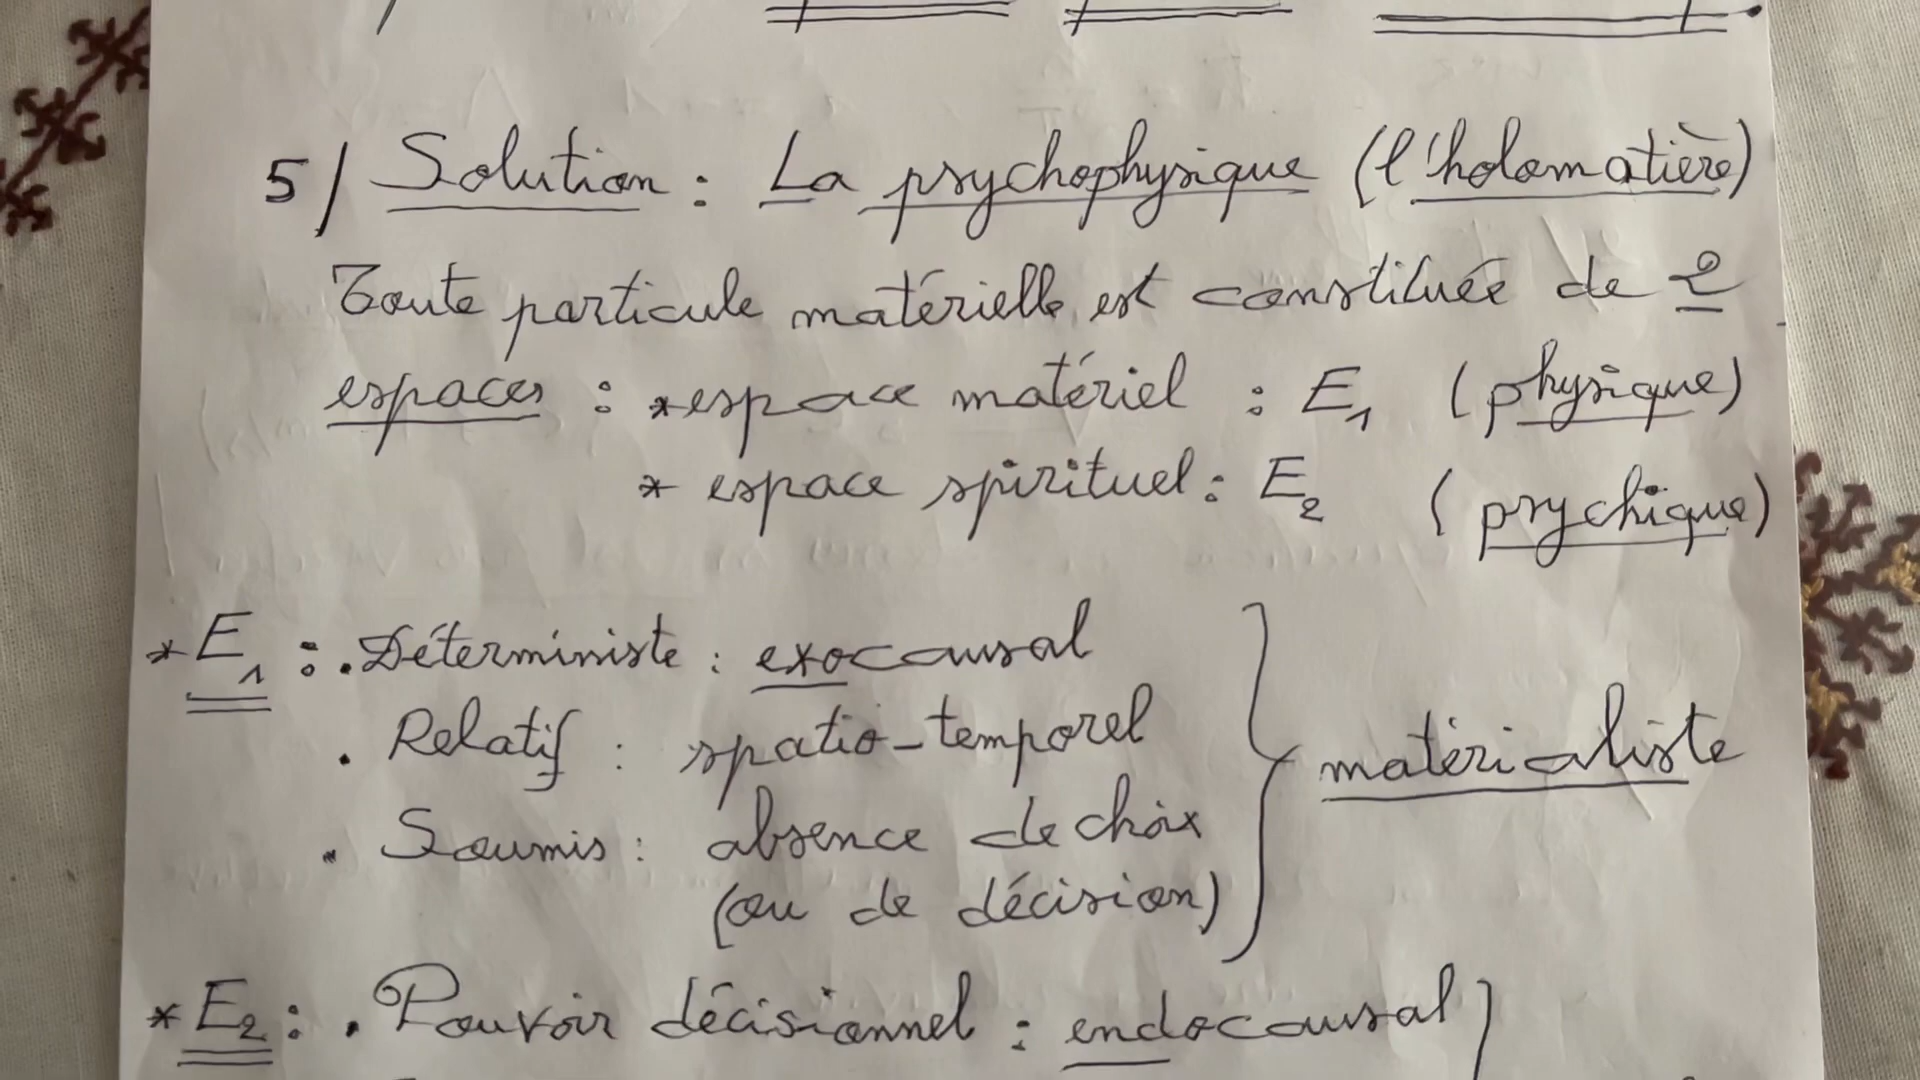 5/ Solution : La psychophysique (l'holomatière)
Toute particule matérielle est constituée de 2
espaces : *espace matériel : E1 (physique)
* espace spirituel : E2 (psychique)
* E1 : . Déterministe : exocausal
. Relatif : spatio-temporel
. Soumis : absence de choix
(ou de décision)
matérialiste
* E2 : . Pouvoir décisionnel : endocausal